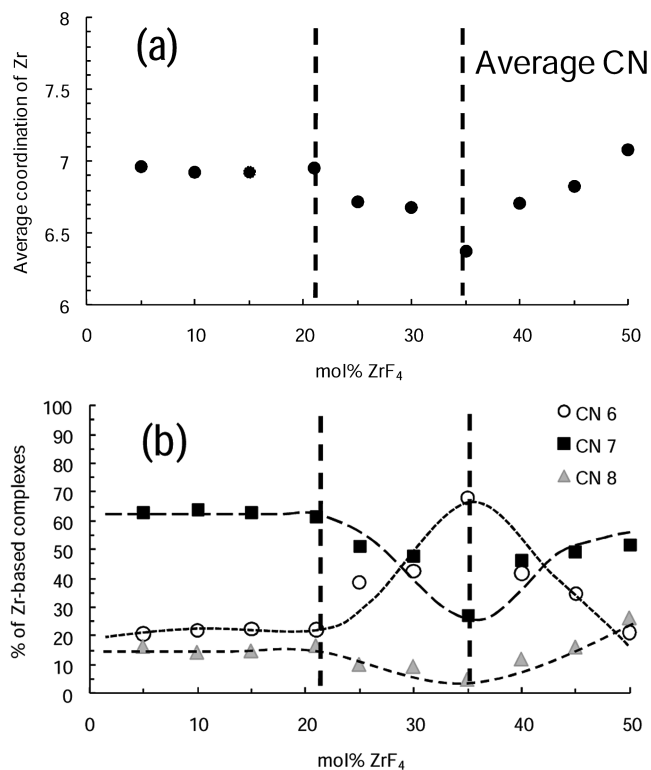 (a)
Average CN
Average coordination of Zr
8
7.5
7
6.5
6
0 10 20 30 40 50
mol% ZrF₄
(b)
CN 6
CN 7
CN 8
% of Zr-based complexes
100
90
80
70
60
50
40
30
20
10
0
0 10 20 30 40 50
mol% ZrF₄